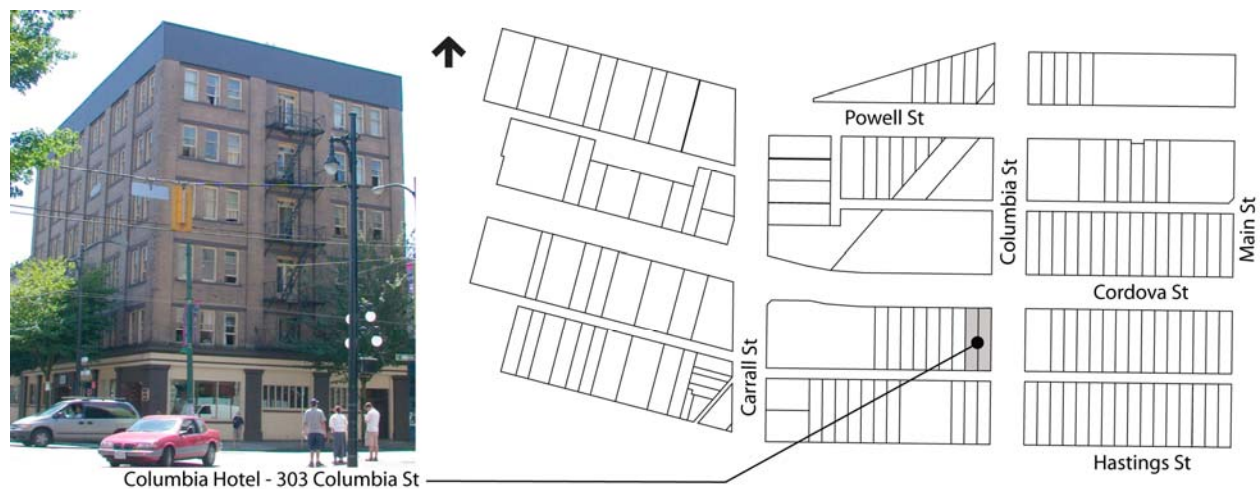 Powell St
Columbia St
Main St
Cordova St
Carrall St
Hastings St
Columbia Hotel - 303 Columbia St